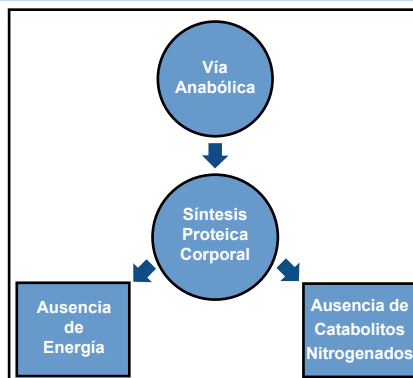 Vía
Anabólica
Síntesis
Proteica
Corporal
Ausencia
de
Energía
Ausencia de
Catabolitos
Nitrogenados